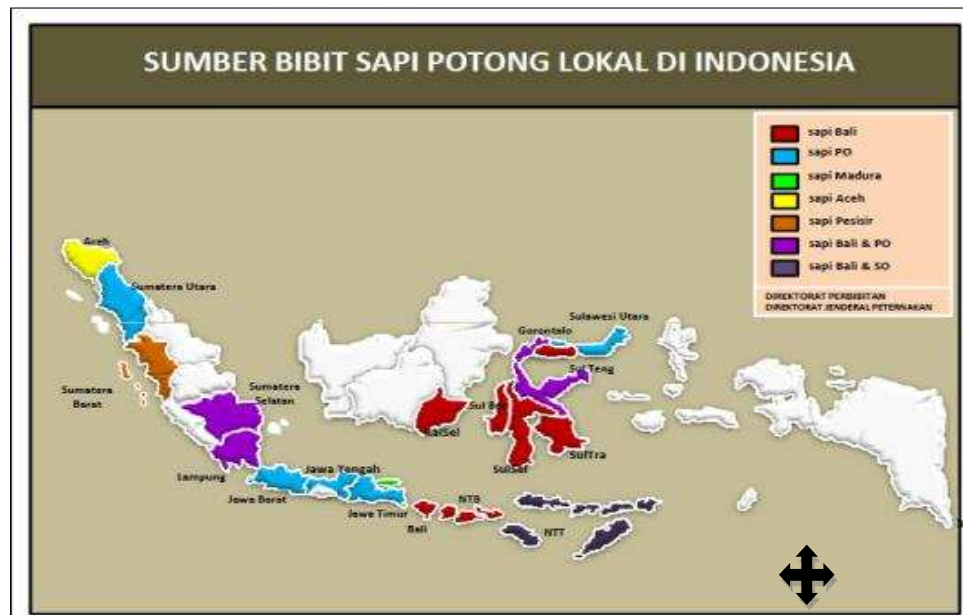 SUMBER BIBIT SAPI POTONG LOKAL DI INDONESIA
sapi Bali
sapi PO
sapi Madura
sapi Aceh
sapi Pesisir
sapi Bali & PO
sapi Bali & SO
DIREKTORAT PERBIBITAN
DIREKTORAT JENDERAL PETERNAKAN
Aceh
Sumatera Utara
Sumatera
Barat
Sumatera
Selatan
Lampung
Jawa Barat
Jawa Tengah
Jawa Timur
Bali
NTB
NTT
KalSel
Sul
SulSel
SulTra
Sul Teng
Gorontalo
Sulawesi Utara